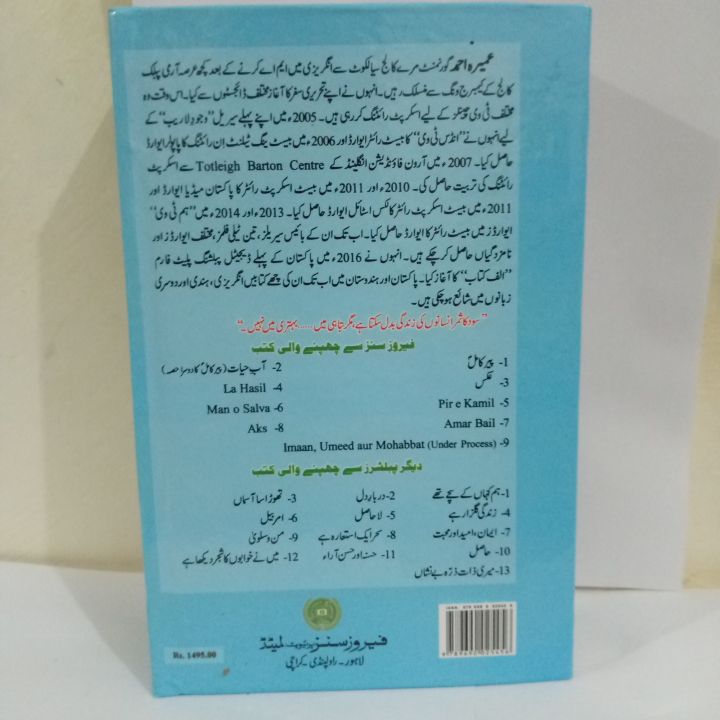 عمیرہ احمد گورنمنٹ مرے کالج سیالکوٹ سے انگریزی میں ایم اے کرنے کے بعد کچھ عرصہ آرمی پبلک
کالج کے کیمبرج ونگ سے منسلک رہیں۔ انہوں نے اپنے تحریری سفر کا آغاز مختلف ڈائجسٹوں سے کیا۔ اس وقت وہ
مختلف ٹی وی چینلز کے لیے اسکرپٹ رائٹنگ کر رہی ہیں۔ 2005ء میں اپنے پہلے سیریل ”وجودِ لاریب“ کے
لیے انہوں نے ”انڈس ٹی وی“ کا بیسٹ رائٹر ایوارڈ اور 2006ء میں بیسٹ ینگ ٹیلنٹ ان رائٹنگ کا پاپولر ایوارڈ
حاصل کیا۔ 2007ء میں آرون فاؤنڈیشن انگلینڈ کے Totleigh Barton Centre سے اسکرپٹ
رائٹنگ کی تربیت حاصل کی۔ 2010ء اور 2011ء میں بیسٹ اسکرپٹ رائٹر کا پاکستان میڈیا ایوارڈ اور
2011ء میں بیسٹ اسکرپٹ رائٹر کا لکس اسٹائل ایوارڈ حاصل کیا۔ 2013ء اور 2014ء میں ”ہم ٹی وی“
ایوارڈز میں بیسٹ رائٹر کا ایوارڈ حاصل کیا۔ اب تک ان کے بائیس سیریلز، تین ٹیلی فلمز، مختلف ایوارڈز اور
نامزدگیاں حاصل کر چکے ہیں۔ انہوں نے 2016ء میں پاکستان کے پہلے ڈیجیٹل پبلشنگ پلیٹ فارم
”الف کتاب“ کا آغاز کیا۔ پاکستان اور ہندوستان میں اب تک ان کی چھے کتابیں انگریزی، ہندی اور دوسری
زبانوں میں شائع ہو چکی ہیں۔
”سود کا ثمر انسانوں کی زندگی بدل سکتا ہے، مگر تباہی میں ...... بہتری میں نہیں۔“
فیروز سنز سے چھپنے والی کتب
1- پیر کاملؐ 2- آبِ حیات (پیر کاملؐ کا دوسرا حصہ)
3- عکس 4- La Hasil
5- Pir e Kamil 6- Man o Salva
7- Amar Bail 8- Aks
9- Imaan, Umeed aur Mohabbat (Under Process)
دیگر پبلشرز سے چھپنے والی کتب
1- ہم کہاں کے سچے تھے 2- دربارِ دل 3- تھوڑا سا آسماں
4- زندگی گلزار ہے 5- لاحاصل 6- امر بیل
7- ایمان، امید اور محبت 8- سحر ایک استعارہ ہے 9- من و سلویٰ
10- حاصل 11- حسنہ اور حسن آراء 12- میں نے خوابوں کا شجر دیکھا ہے
13- میری ذات ذرّہ بے نشاں
فیروز سنز پرائیویٹ لمیٹڈ
لاہور۔ راولپنڈی۔ کراچی
Rs. 1495.00